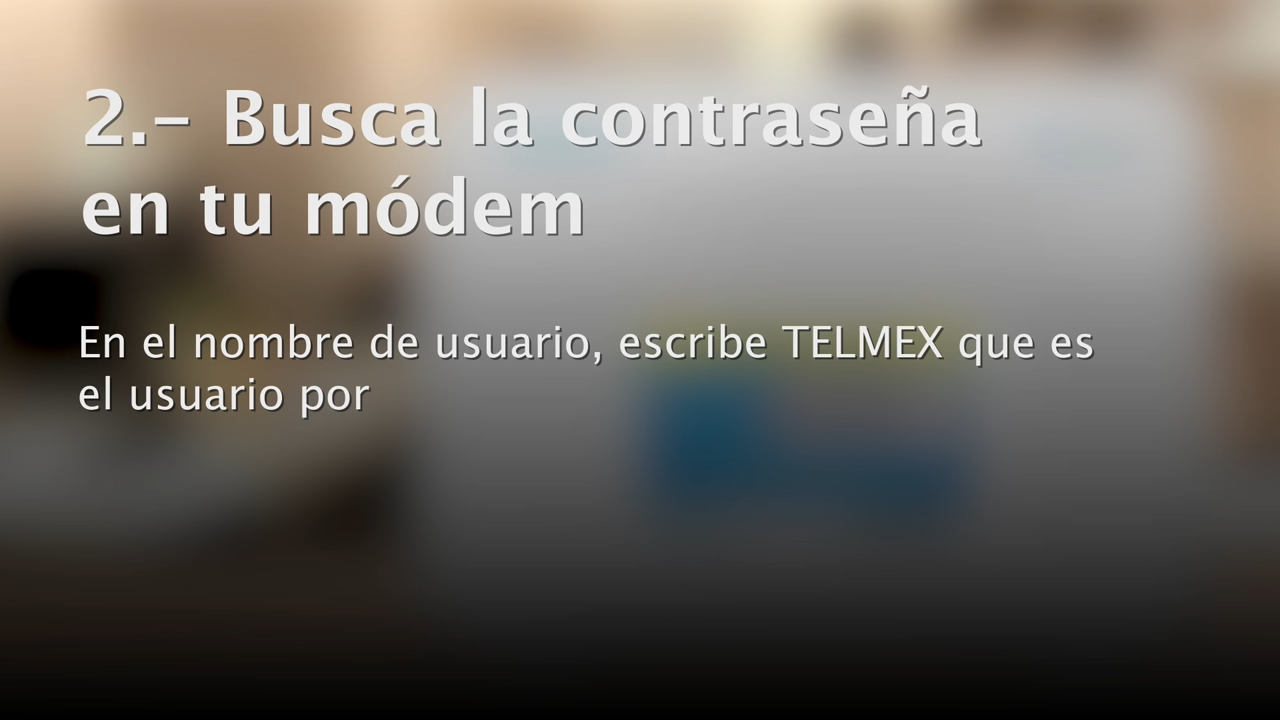 2.- Busca la contraseña
en tu módem
En el nombre de usuario, escribe TELMEX que es
el usuario por